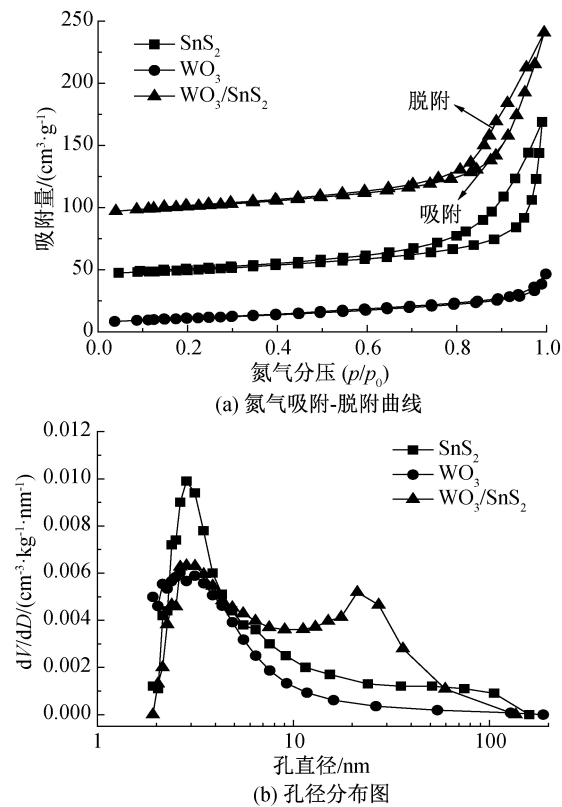 250
200
150
100
50
0
吸附量/(cm³·g⁻¹)
SnS₂
WO₃
WO₃/SnS₂
脱附
吸附
0.0 0.2 0.4 0.6 0.8 1.0
氮气分压 (p/p₀)
(a) 氮气吸附-脱附曲线
0.012
0.010
0.008
0.006
0.004
0.002
0.000
dV/dD/(cm⁻³·kg⁻¹·nm⁻¹)
SnS₂
WO₃
WO₃/SnS₂
1 10 100
孔直径/nm
(b) 孔径分布图